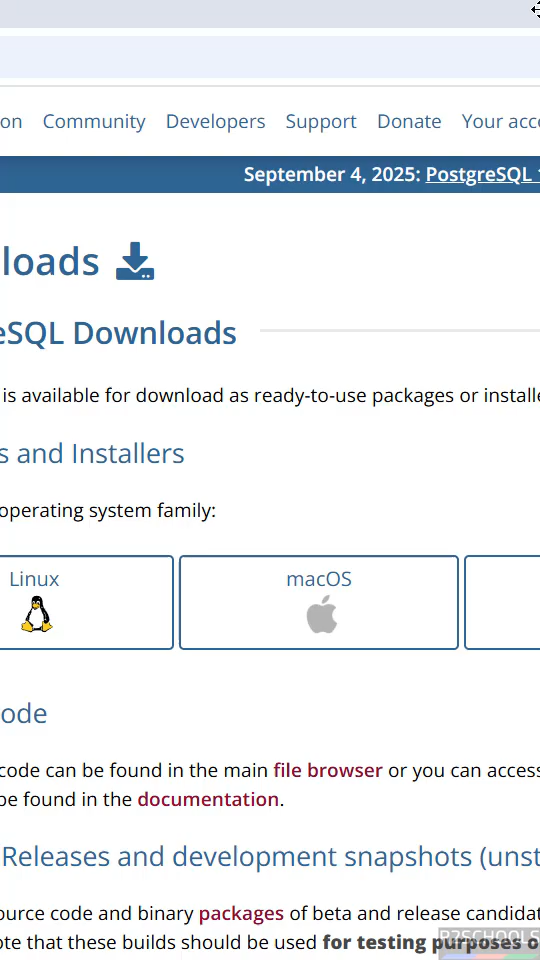 on Community Developers Support Donate Your acc
September 4, 2025: PostgreSQL
loads
eSQL Downloads
is available for download as ready-to-use packages or installe
s and Installers
operating system family:
Linux macOS
ode
code can be found in the main file browser or you can access
be found in the documentation.
Releases and development snapshots (unst
ource code and binary packages of beta and release candidat
ote that these builds should be used for testing purposes o
R2SCHOOLS